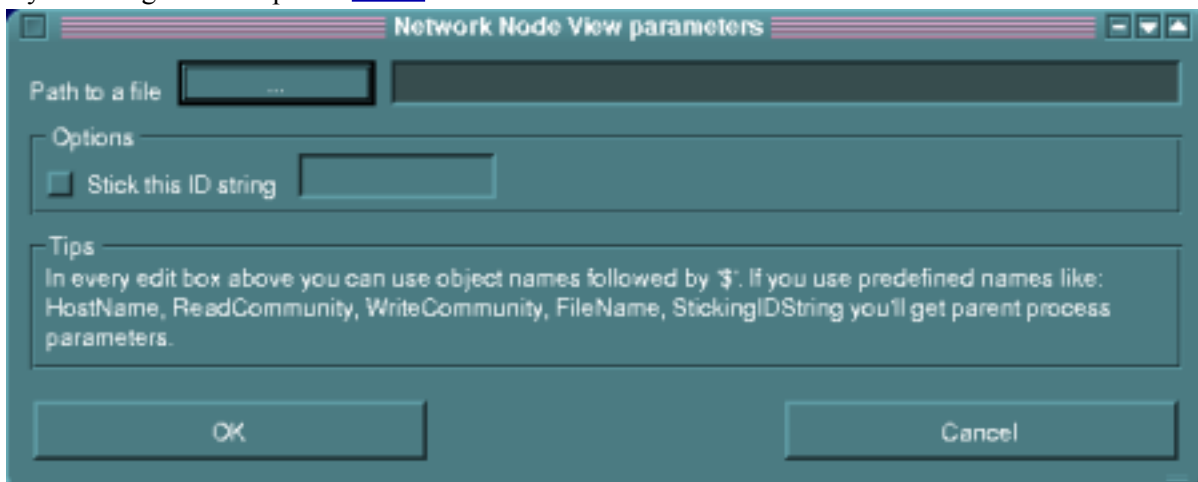 Network Node View parameters
Path to a file ...
Options
Stick this ID string
Tips
In every edit box above you can use object names followed by '$'. If you use predefined names like:
HostName, ReadCommunity, WriteCommunity, FileName, StickingIDString you'll get parent process
parameters.
OK Cancel